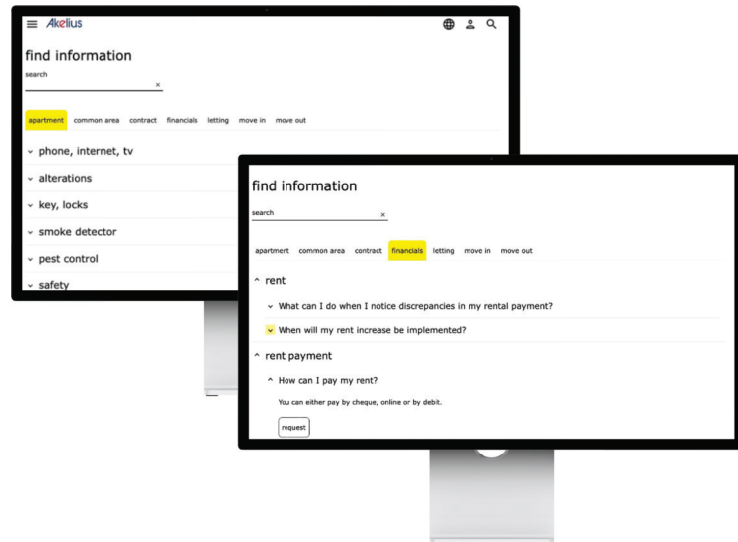 Akelius
find information
search
apartment common area contract financials letting move in move out
phone, internet, tv
alterations
key, locks
smoke detector
pest control
safety
find information
search
apartment common area contract financials letting move in move out
rent
What can I do when I notice discrepancies in my rental payment?
When will my rent increase be implemented?
rent payment
How can I pay my rent?
You can either pay by cheque, online or by debit.
request